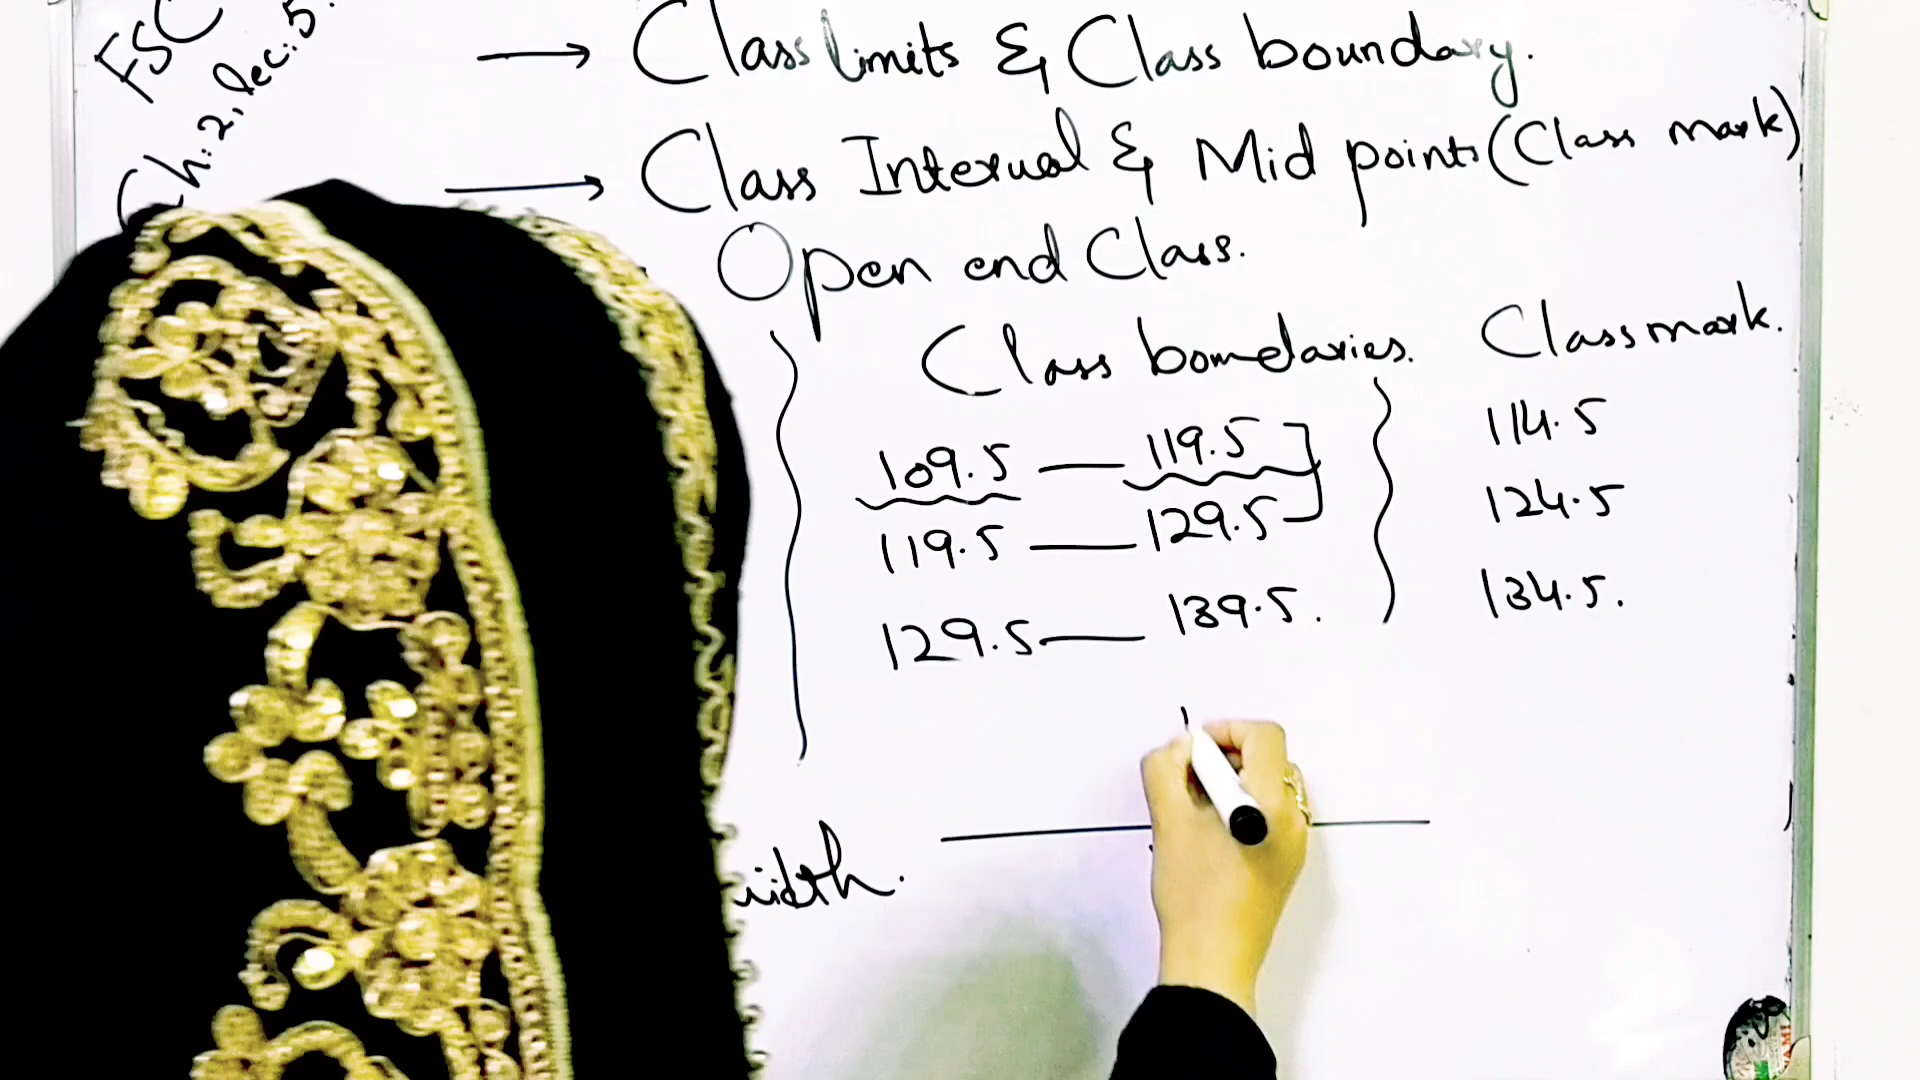 FSC
Ch:2, Lec:5.
→ Class limits & Class boundary.
→ Class Interval & Mid points (Class mark)
Open end Class.
Class boundaries. Class mark.
109.5 — 119.5 114.5
119.5 — 129.5 124.5
129.5 — 139.5. 134.5.
width.